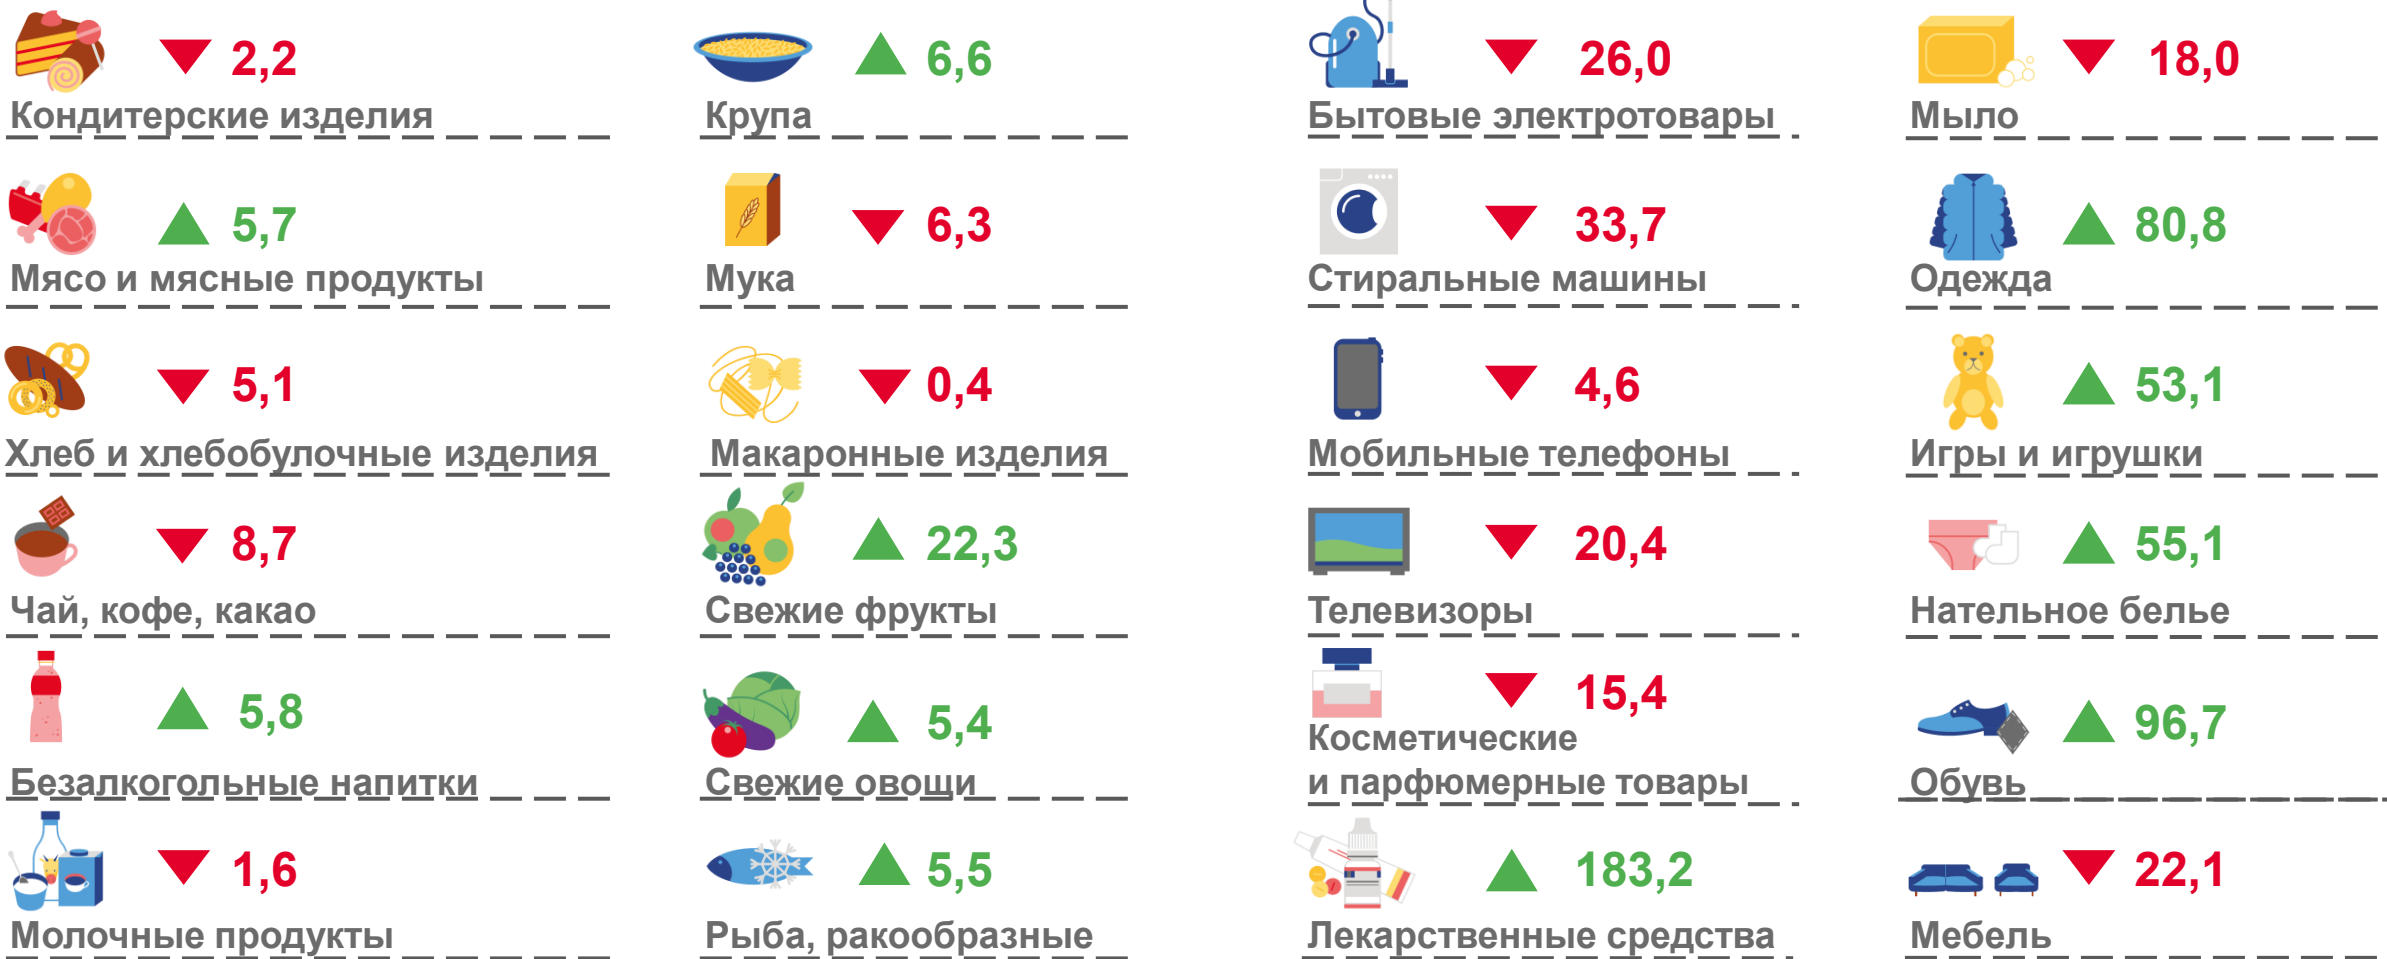 2,2
Кондитерские изделия
6,6
Крупа
26,0
Бытовые электротовары
18,0
Мыло
5,7
Мясо и мясные продукты
6,3
Мука
33,7
Стиральные машины
80,8
Одежда
5,1
Хлеб и хлебобулочные изделия
0,4
Макаронные изделия
4,6
Мобильные телефоны
53,1
Игры и игрушки
8,7
Чай, кофе, какао
22,3
Свежие фрукты
20,4
Телевизоры
55,1
Нательное белье
5,8
Безалкогольные напитки
5,4
Свежие овощи
15,4
Косметические
и парфюмерные товары
96,7
Обувь
1,6
Молочные продукты
5,5
Рыба, ракообразные
183,2
Лекарственные средства
22,1
Мебель